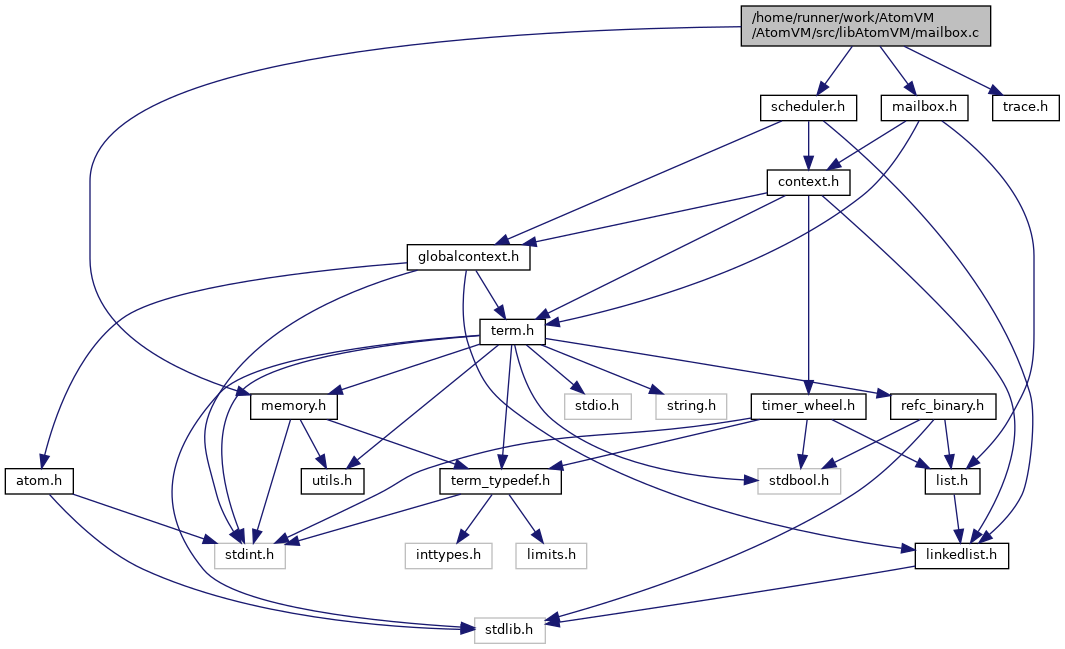 /home/runner/work/AtomVM
/AtomVM/src/libAtomVM/mailbox.c
scheduler.h
mailbox.h
trace.h
context.h
globalcontext.h
term.h
memory.h
stdio.h
string.h
timer_wheel.h
refc_binary.h
atom.h
utils.h
term_typedef.h
stdbool.h
list.h
stdint.h
inttypes.h
limits.h
linkedlist.h
stdlib.h